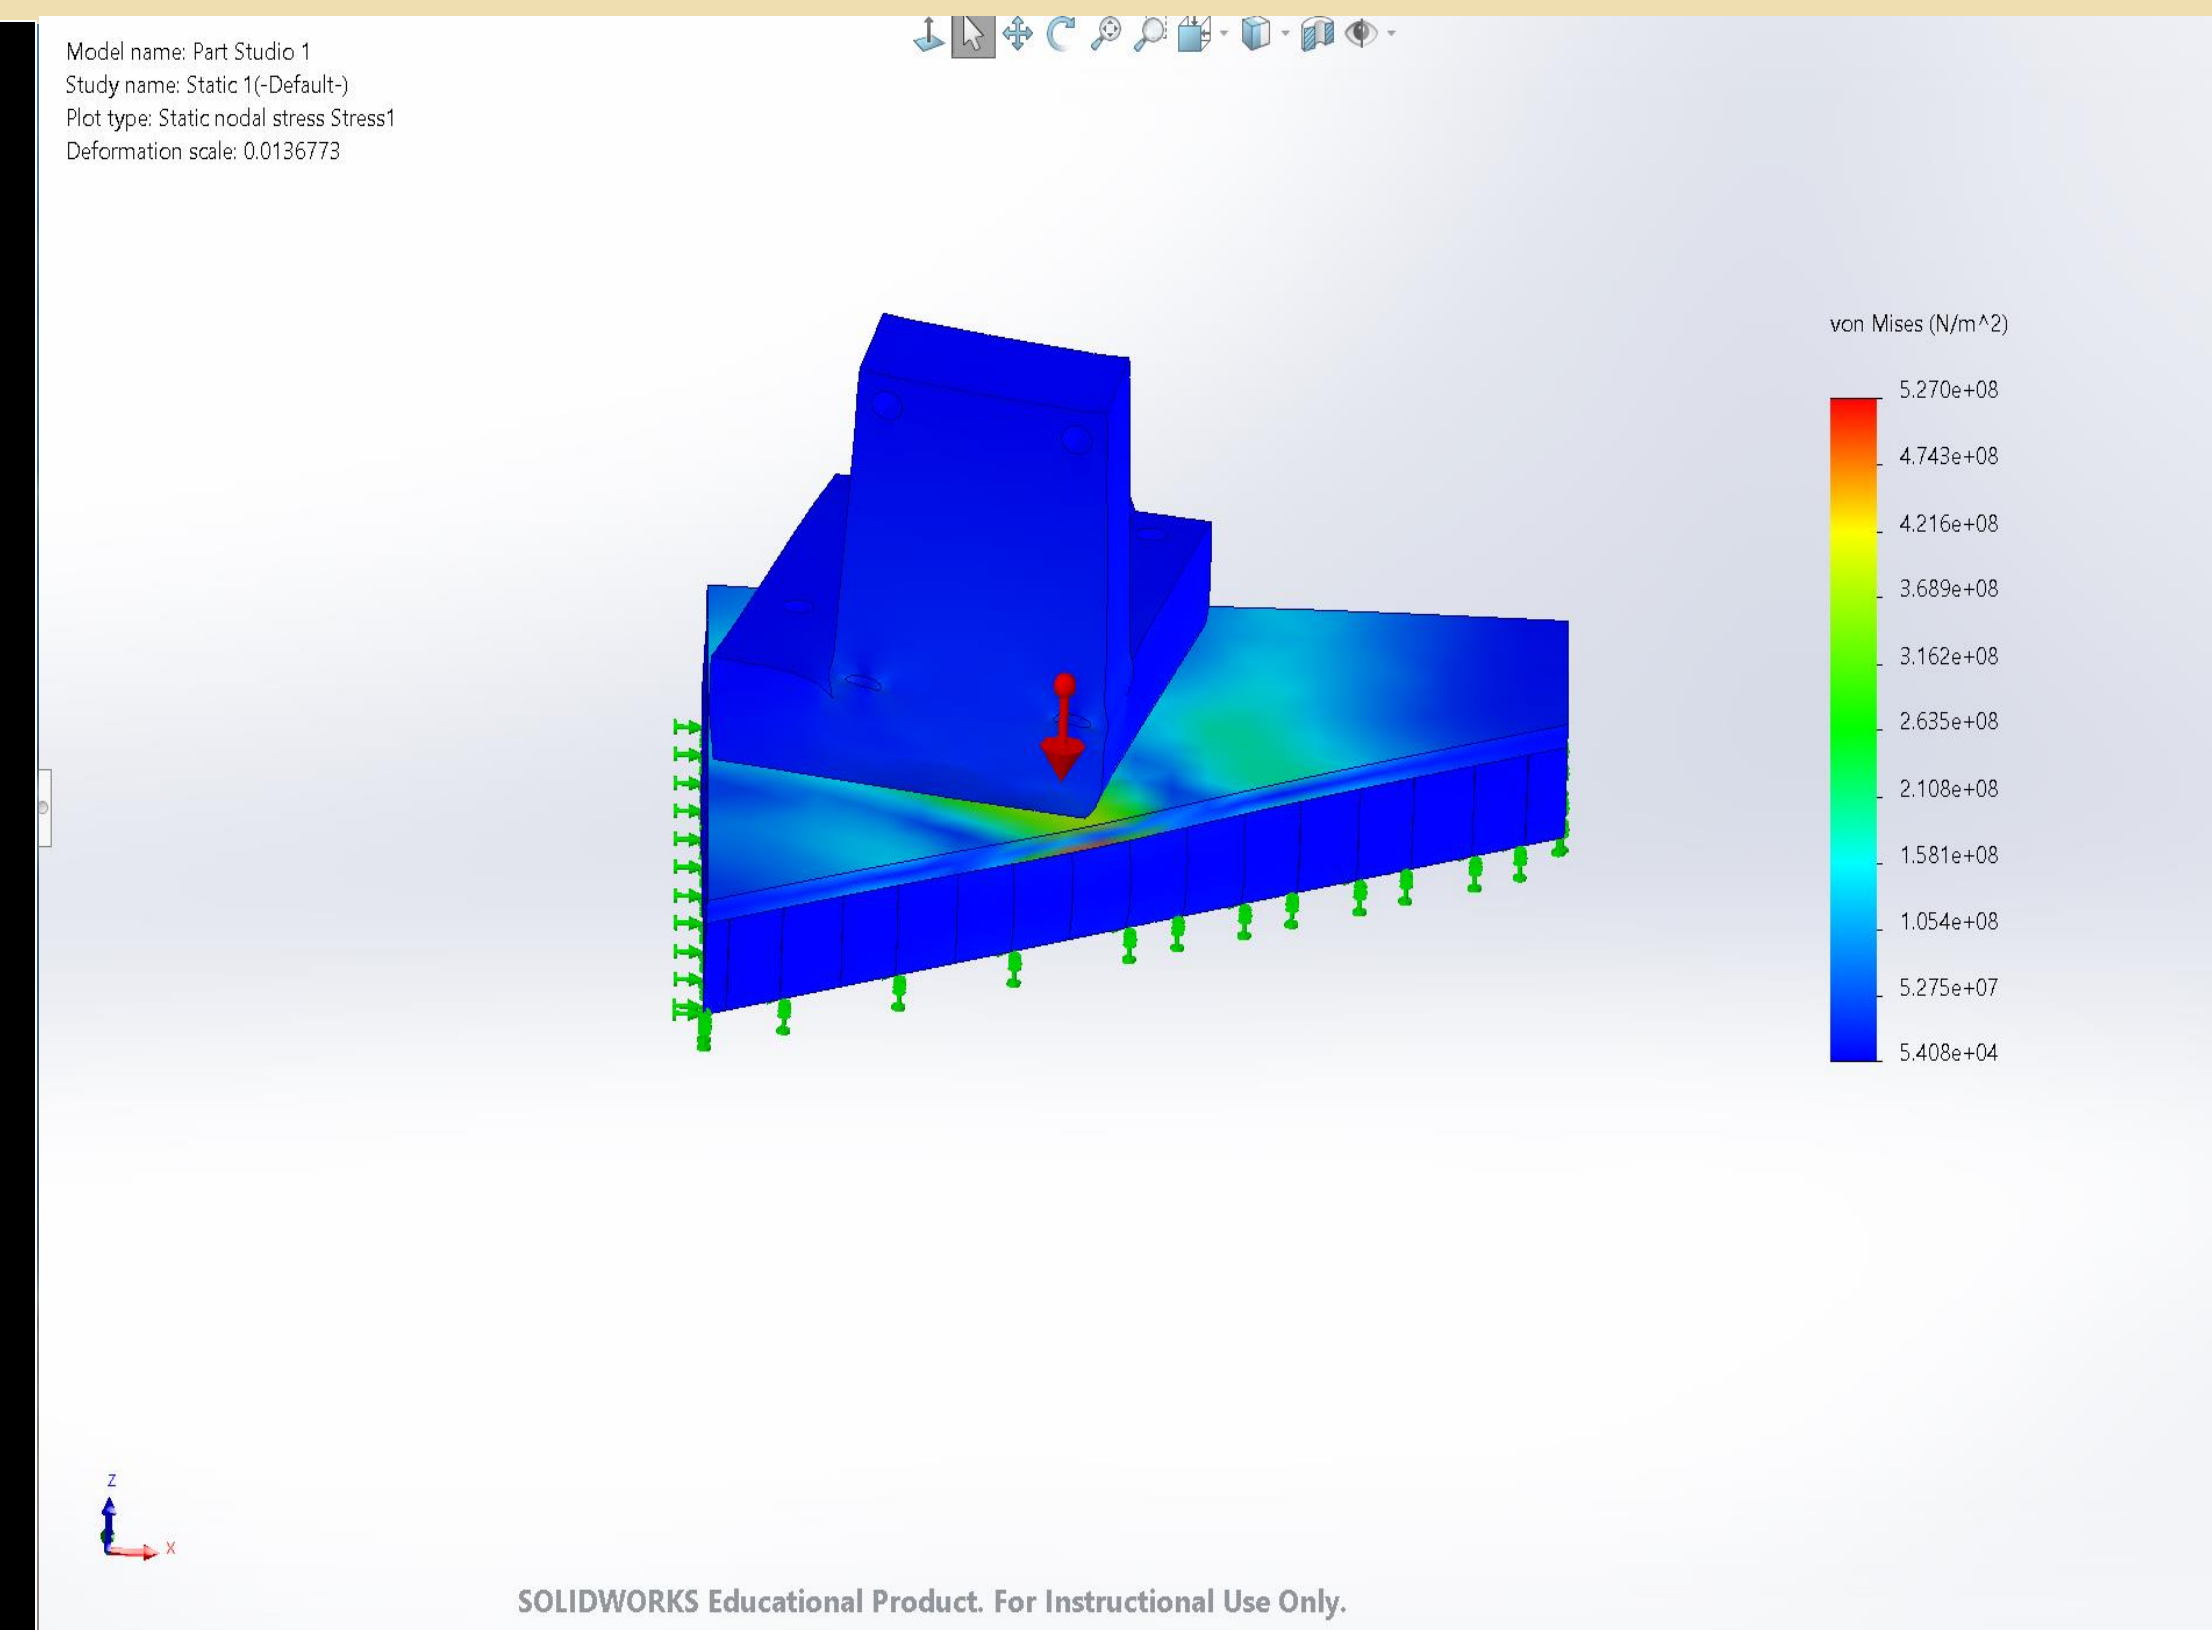 Model name: Part Studio 1
Study name: Static 1(-Default-)
Plot type: Static nodal stress Stress1
Deformation scale: 0.0136773
von Mises (N/m^2)
5.270e+08
4.743e+08
4.216e+08
3.689e+08
3.162e+08
2.635e+08
2.108e+08
1.581e+08
1.054e+08
5.275e+07
5.408e+04
Z
X
SOLIDWORKS Educational Product. For Instructional Use Only.